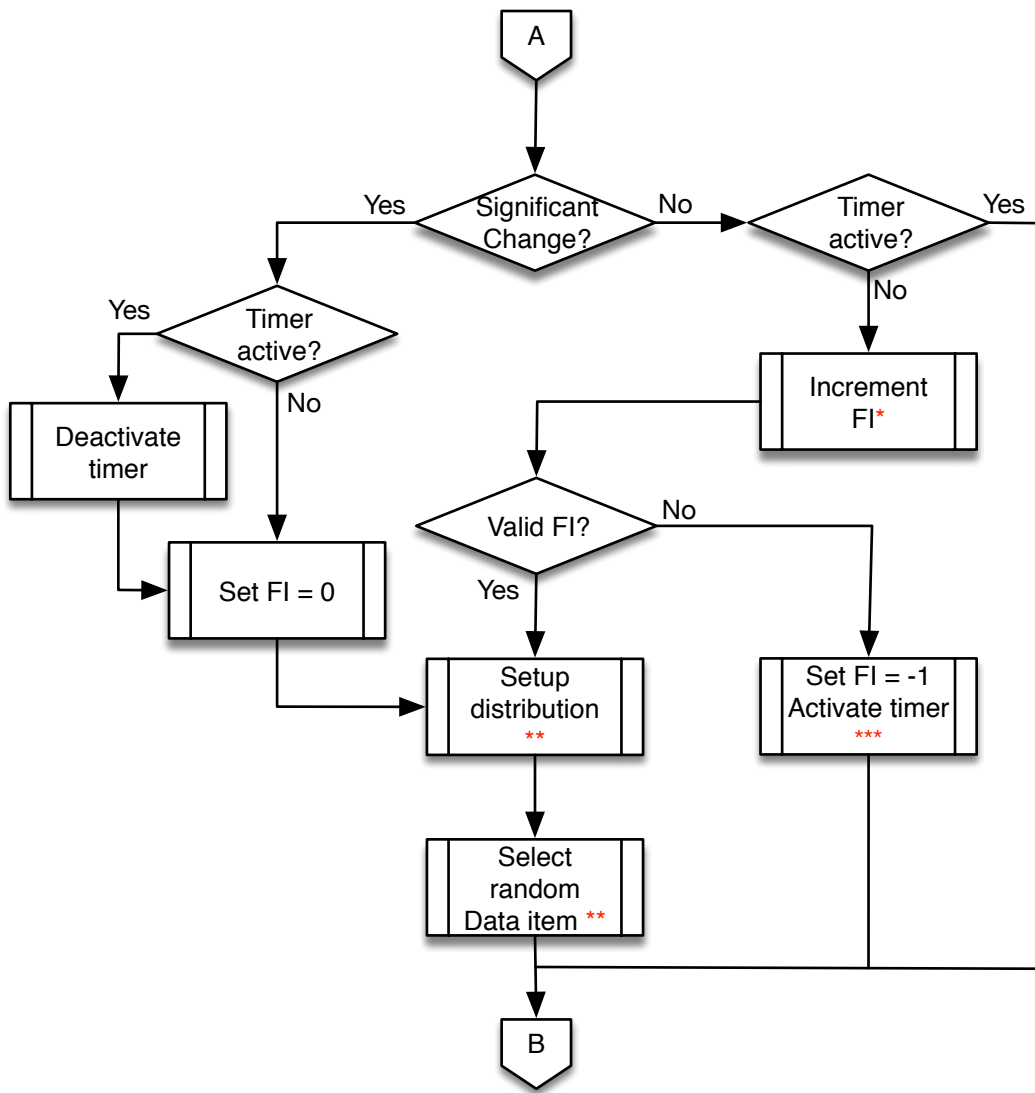 A
Yes
Significant
Change?
No
Timer
active?
Yes
Yes
Timer
active?
No
No
Increment
FI*
Deactivate
timer
Valid FI?
No
Set FI = 0
Yes
Setup
distribution
**
Set FI = -1
Activate timer
***
Select
random
Data item **
B